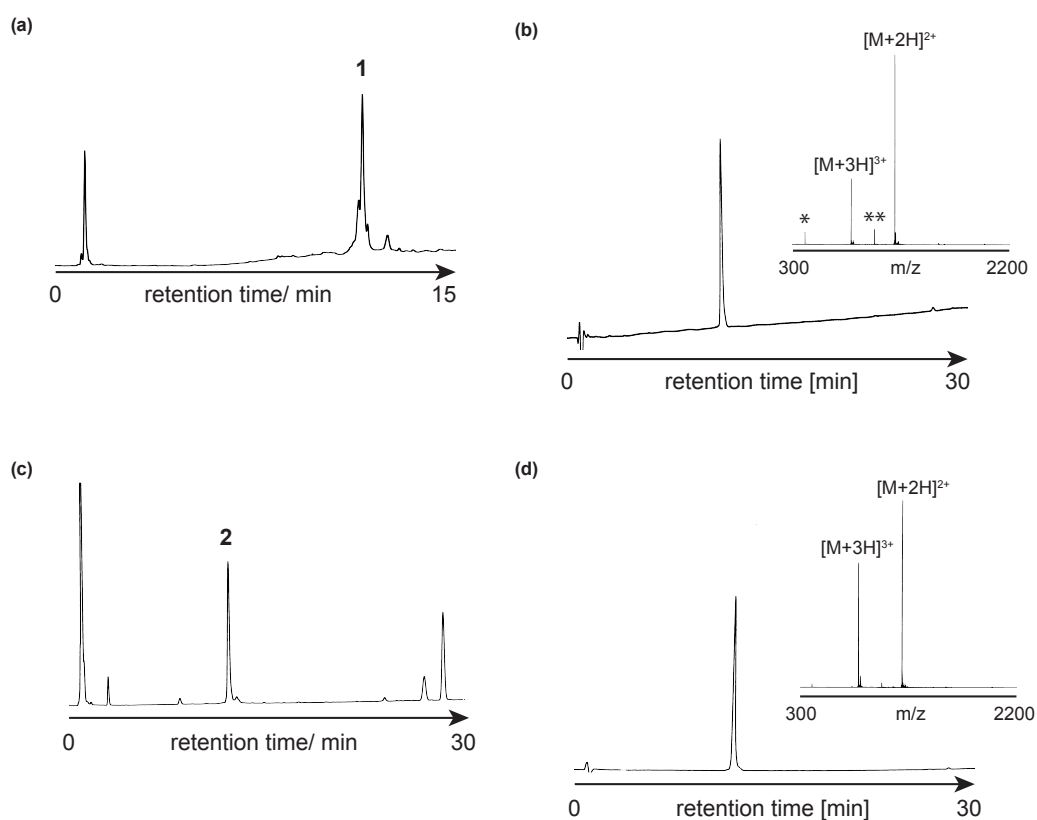 (a)
1
0
retention time/ min
15
(b)
[M+2H]²⁺
[M+3H]³⁺
*
**
300
m/z
2200
0
retention time [min]
30
(c)
2
0
retention time/ min
30
(d)
[M+2H]²⁺
[M+3H]³⁺
300
m/z
2200
0
retention time [min]
30